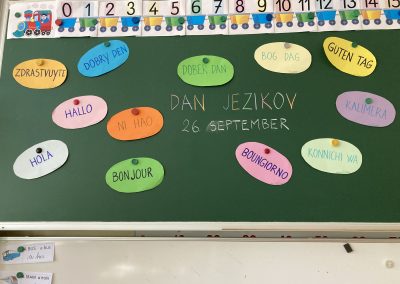 0 1 2 3 4 5 6 7 8 9 10 11 12 13 14 15
ZDRASTVUYTE
DOBRY DEN
DOBER DAN
BOG DAG
GUTEN TAG
HALLO
NI HAO
DAN JEZIKOV
26 SEPTEMBER
KALIMERA
HOLA
BONJOUR
BOUNGIORNO
KONNICHI WA